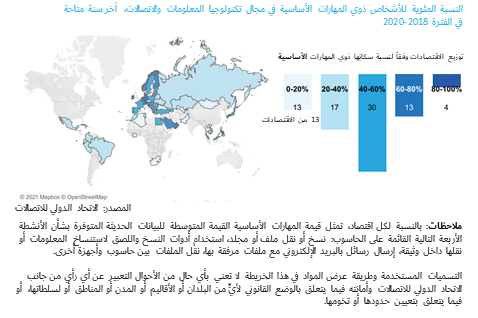 النسبة المئوية للأشخاص ذوي المهارات الأساسية في مجال تكنولوجيا المعلومات والاتصالات، آخر سنة متاحة
في الفترة 2018-2020
توزيع الاقتصادات وفقاً لنسبة سكانها ذوي المهارات الأساسية
0-20% 20-40% 40-60% 60-80% 80-100%
13 17 30 13 4
13 من الاقتصادات
© 2021 Mapbox © OpenStreetMap
المصدر: الاتحاد الدولي للاتصالات
ملاحظات: بالنسبة لكل اقتصاد، تمثل قيمة المهارات الأساسية القيمة المتوسطة للبيانات الحديثة المتوفرة بشأن الأنشطة
الأربعة التالية القائمة على الحاسوب: نسخ أو نقل ملف أو مجلد، استخدام أدوات النسخ واللصق لاستنساخ المعلومات أو
نقلها داخل وثيقة، إرسال رسائل بالبريد الإلكتروني مع ملفات مرفقة بها، نقل الملفات بين حاسوب وأجهزة أخرى.
التسميات المستخدمة وطريقة عرض المواد في هذا الخريطة لا تعني بأي حال من الأحوال التعبير عن أي رأي من جانب
الاتحاد الدولي للاتصالات وأمانته فيما يتعلق بالوضع القانوني لأيٍّ من البلدان أو الأقاليم أو المدن أو المناطق أو لسلطاتها، أو
فيما يتعلق بتعيين حدودها أو تخومها.